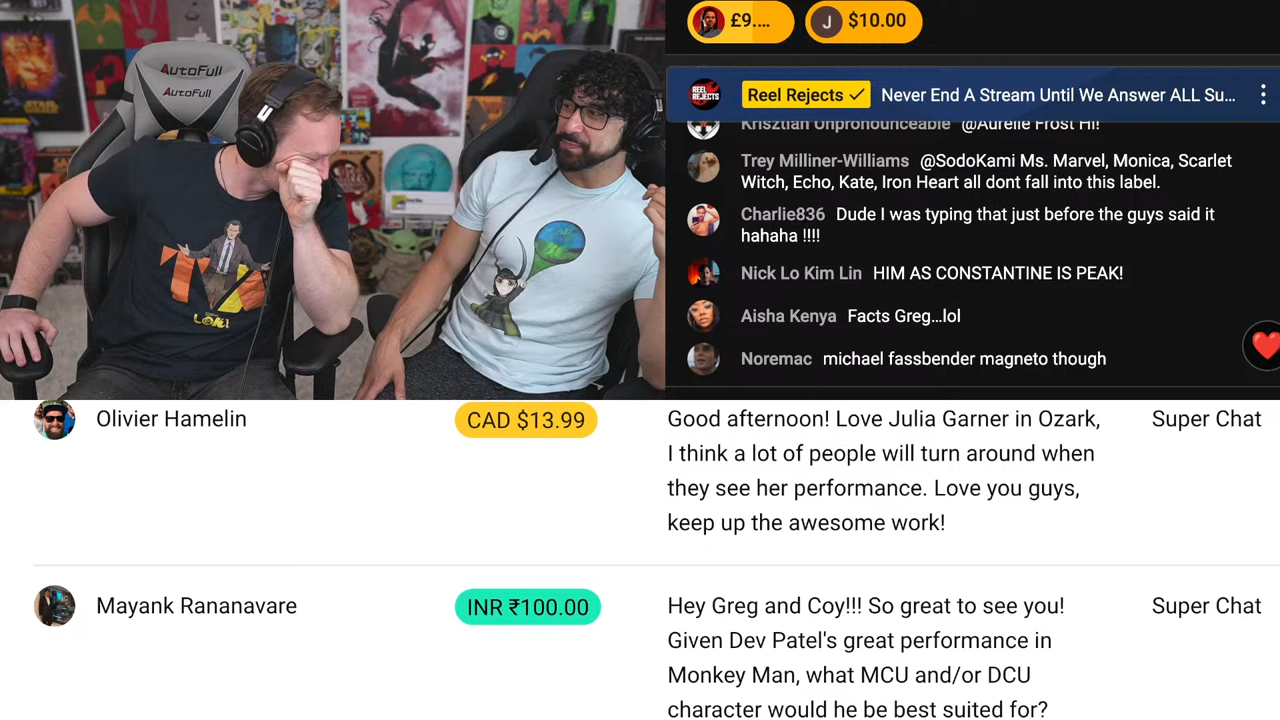 AutoFull
AutoFull
LOKI
£9....
J
$10.00
REEL
REJECTS
Reel Rejects
Never End A Stream Until We Answer ALL Su...
Krisztian Unpronounceable @Aurelie Frost Hi!
Trey Milliner-Williams @SodoKami Ms. Marvel, Monica, Scarlet
Witch, Echo, Kate, Iron Heart all dont fall into this label.
Charlie836 Dude I was typing that just before the guys said it
hahaha !!!!
Nick Lo Kim Lin HIM AS CONSTANTINE IS PEAK!
Aisha Kenya Facts Greg...lol
Noremac michael fassbender magneto though
Olivier Hamelin
CAD $13.99
Good afternoon! Love Julia Garner in Ozark,
I think a lot of people will turn around when
they see her performance. Love you guys,
keep up the awesome work!
Super Chat
Mayank Rananavare
INR ₹100.00
Hey Greg and Coy!!! So great to see you!
Given Dev Patel's great performance in
Monkey Man, what MCU and/or DCU
character would he be best suited for?
Super Chat